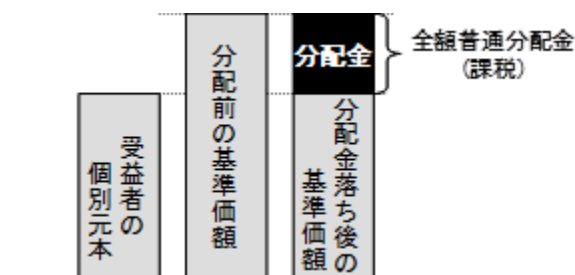 受益者の
個別元本
分配前の基準価額
分配金
分配金落ち後の
基準価額
全額普通分配金
(課税)